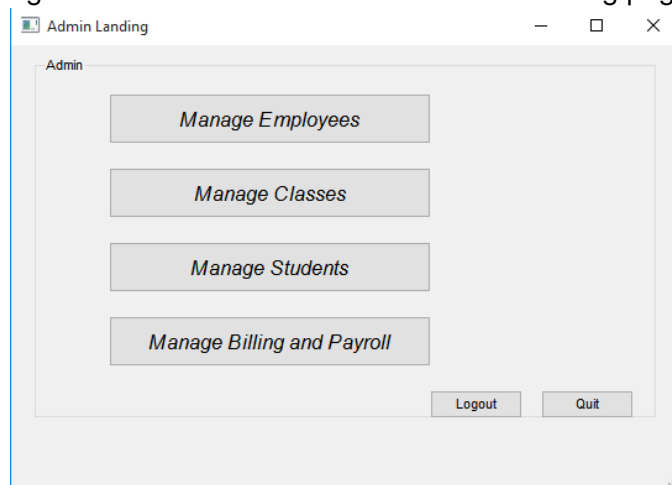 Admin Landing
Admin
Manage Employees
Manage Classes
Manage Students
Manage Billing and Payroll
Logout Quit